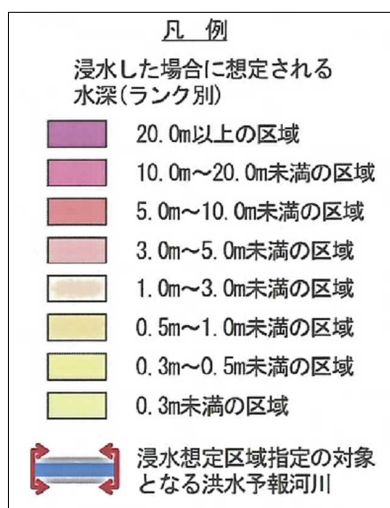 凡 例
浸水した場合に想定される
水深(ランク別)
20.0m以上の区域
10.0m～20.0m未満の区域
5.0m～10.0m未満の区域
3.0m～5.0m未満の区域
1.0m～3.0m未満の区域
0.5m～1.0m未満の区域
0.3m～0.5m未満の区域
0.3m未満の区域
浸水想定区域指定の対象
となる洪水予報河川